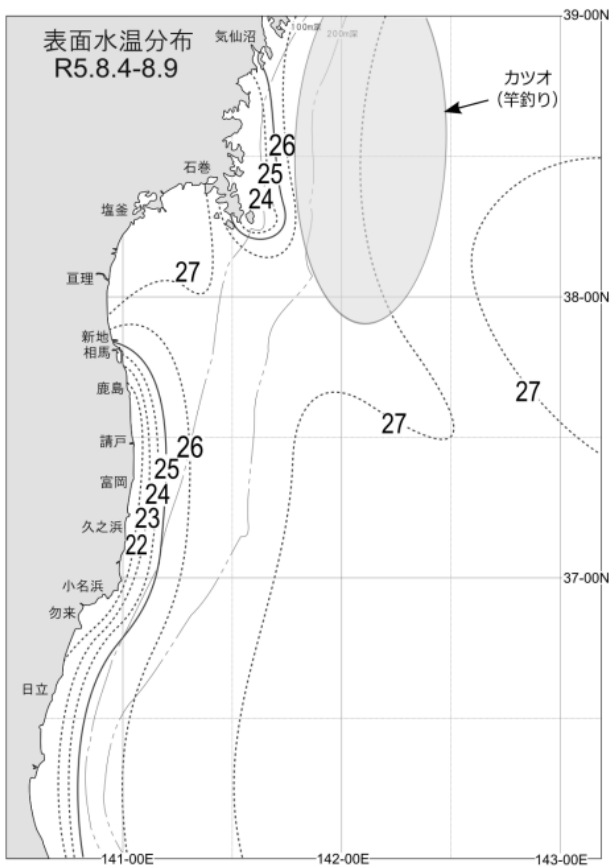 表面水温分布
R5.8.4-8.9
気仙沼
100m深
200m深
39-00N
カツオ
(竿釣り)
26
石巻
25
24
塩釜
亘理
27
38-00N
新地
相馬
鹿島
27
27
請戸
26
25
富岡
24
23
久之浜
22
小名浜
37-00N
勿来
日立
141-00E
142-00E
143-00E